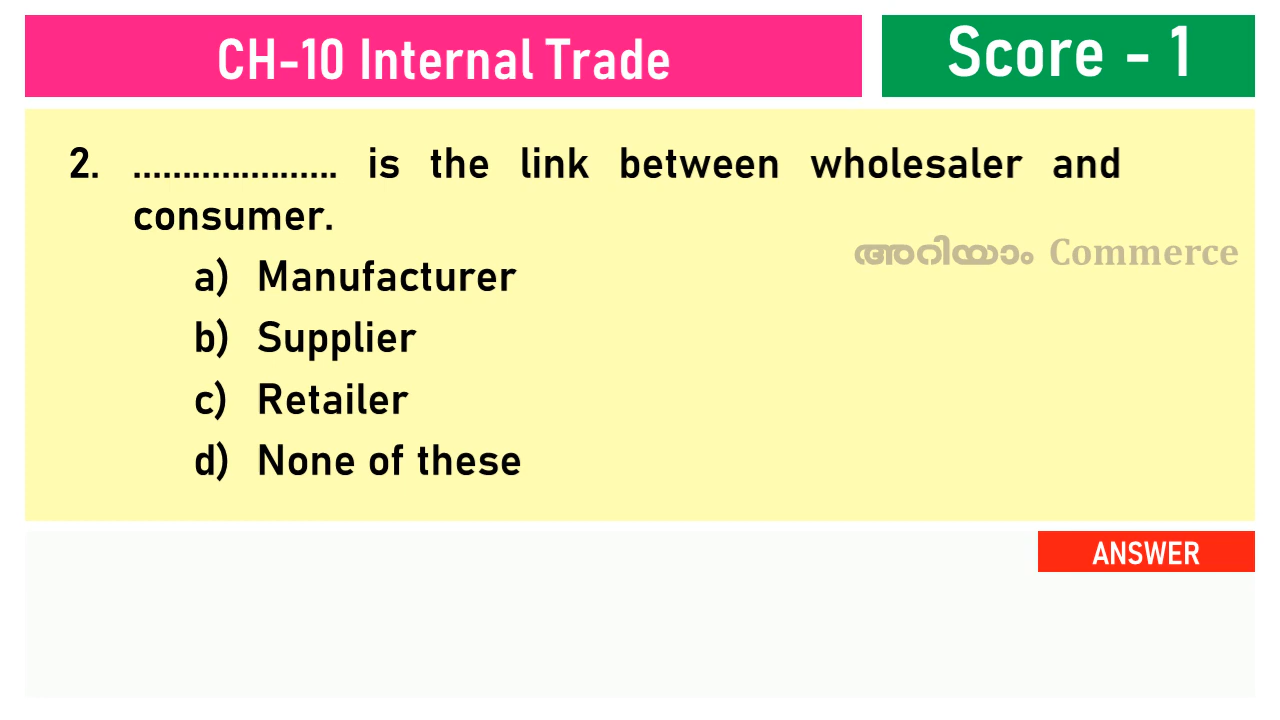 CH-10 Internal Trade
Score - 1
2. ..................... is the link between wholesaler and
consumer.
അറിയാം Commerce
a) Manufacturer
b) Supplier
c) Retailer
d) None of these
ANSWER